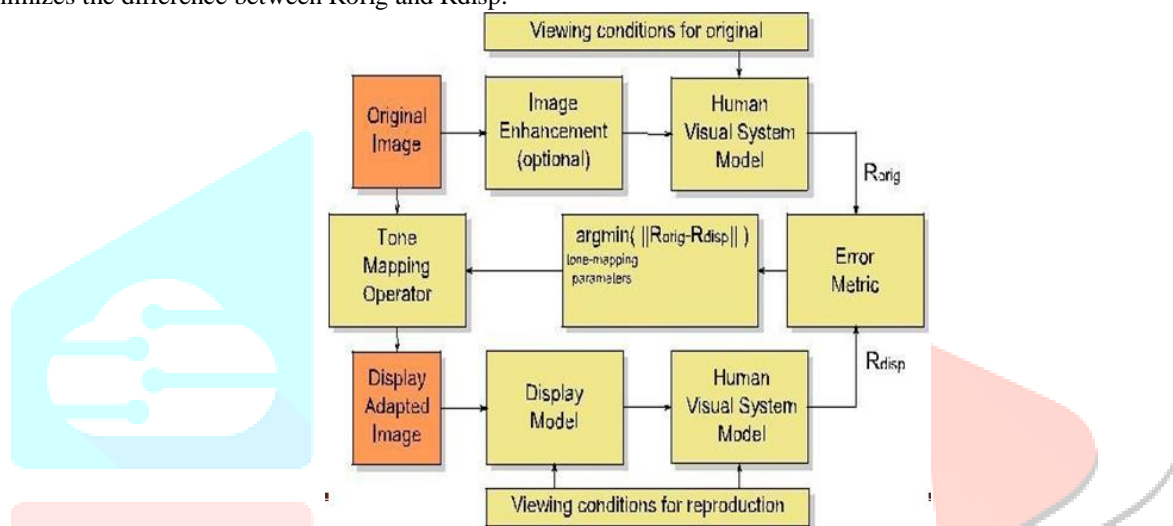 nimizes the difference between Rorig and Rdisp.
Viewing conditions for original
Original
Image
Image
Enhancement
(optional)
Human
Visual System
Model
Rorig
Tone
Mapping
Operator
argmin( ||Rorig-Rdisp|| )
tone-mapping
parameters
Error
Metric
Rdisp
Display
Adapted
Image
Display
Model
Human
Visual System
Model
Viewing conditions for reproduction